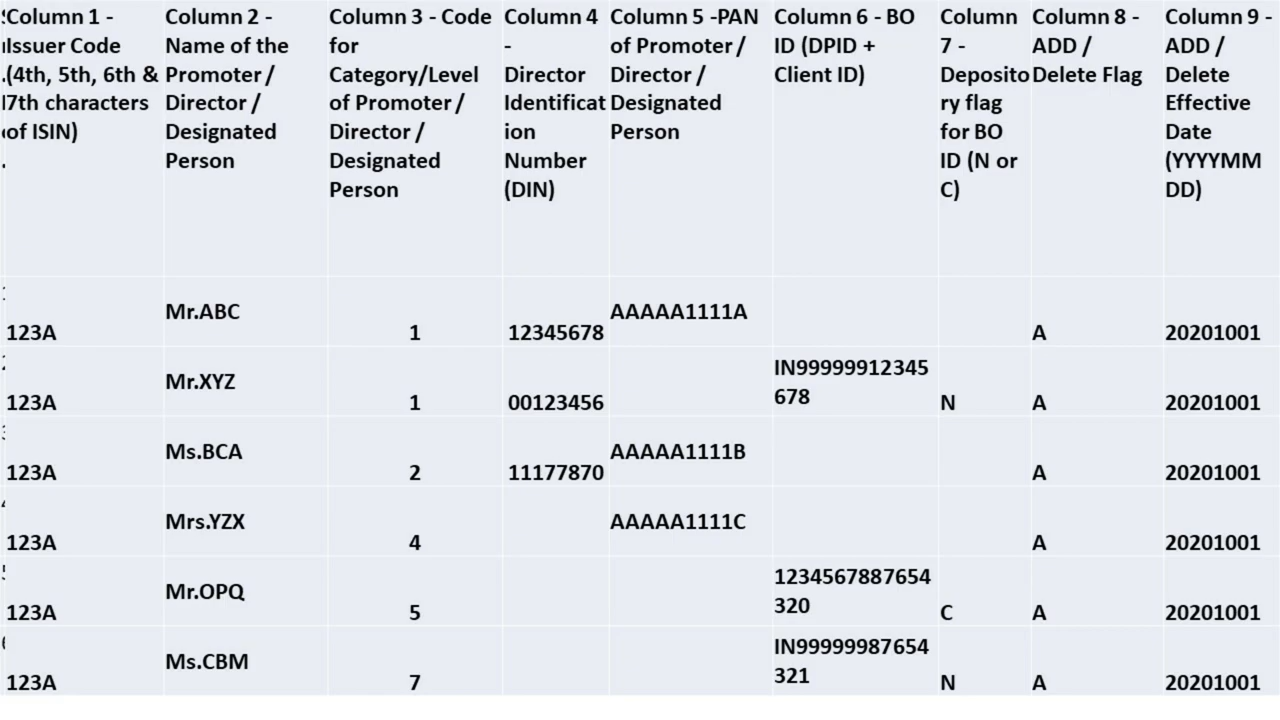 Column 1 -
Issuer Code
(4th, 5th, 6th &
7th characters
of ISIN)
Column 2 -
Name of the
Promoter /
Director /
Designated
Person
Column 3 - Code
for
Category/Level
of Promoter /
Director /
Designated
Person
Column 4
-
Director
Identificat
ion
Number
(DIN)
Column 5 -PAN
of Promoter /
Director /
Designated
Person
Column 6 - BO
ID (DPID +
Client ID)
Column
7 -
Deposito
ry flag
for BO
ID (N or
C)
Column 8 -
ADD /
Delete Flag
Column 9 -
ADD /
Delete
Effective
Date
(YYYYMM
DD)
123A Mr.ABC 1 12345678 AAAAA1111A A 20201001
123A Mr.XYZ 1 00123456 IN99999912345
678 N A 20201001
123A Ms.BCA 2 11177870 AAAAA1111B A 20201001
123A Mrs.YZX 4 AAAAA1111C A 20201001
123A Mr.OPQ 5 1234567887654
320 C A 20201001
123A Ms.CBM 7 IN99999987654
321 N A 20201001